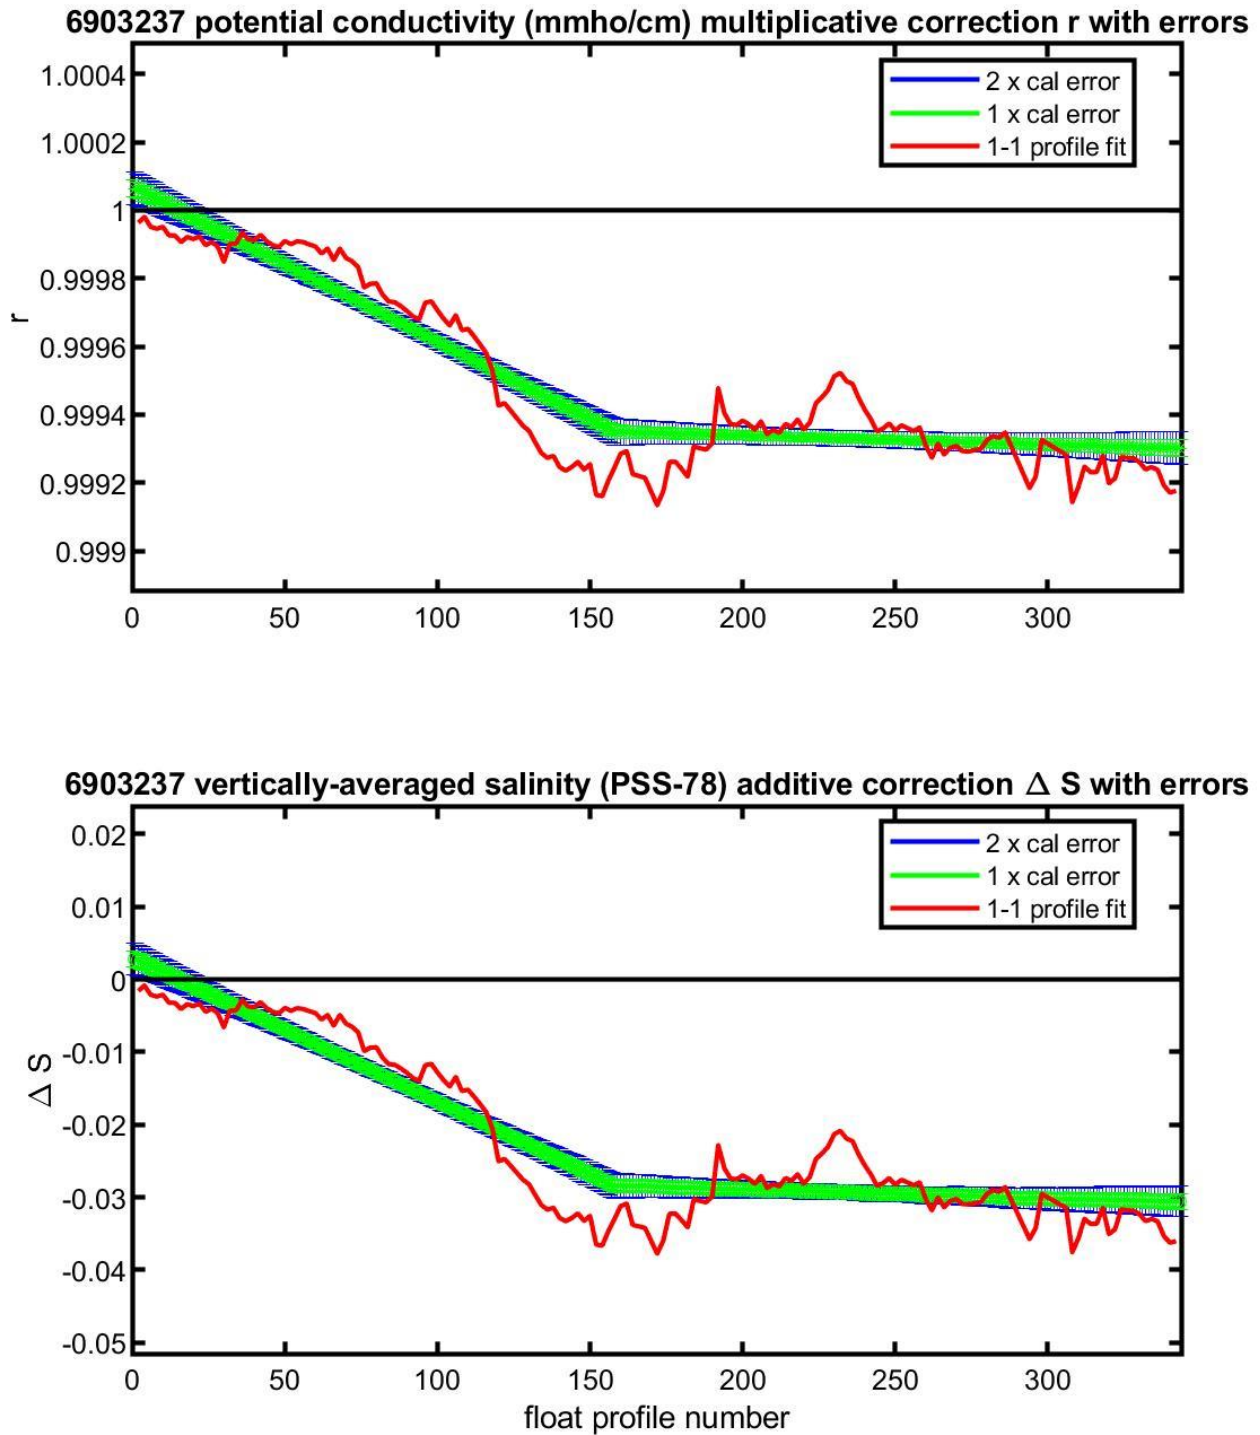 6903237 potential conductivity (mmho/cm) multiplicative correction r with errors
2 x cal error
1 x cal error
1-1 profile fit
1.0004
1.0002
1
0.9998
0.9996
0.9994
0.9992
0.999
r
0 50 100 150 200 250 300
6903237 vertically-averaged salinity (PSS-78) additive correction Δ S with errors
2 x cal error
1 x cal error
1-1 profile fit
0.02
0.01
0
-0.01
-0.02
-0.03
-0.04
-0.05
Δ S
0 50 100 150 200 250 300
float profile number